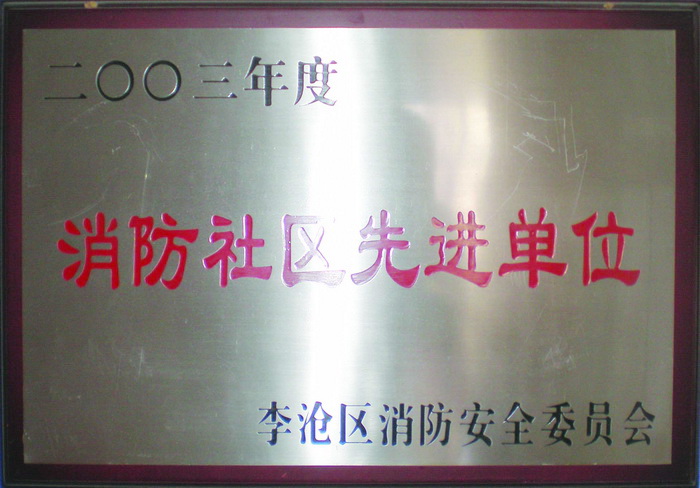 二〇〇三年度
消防社区先进单位
李沧区消防安全委员会